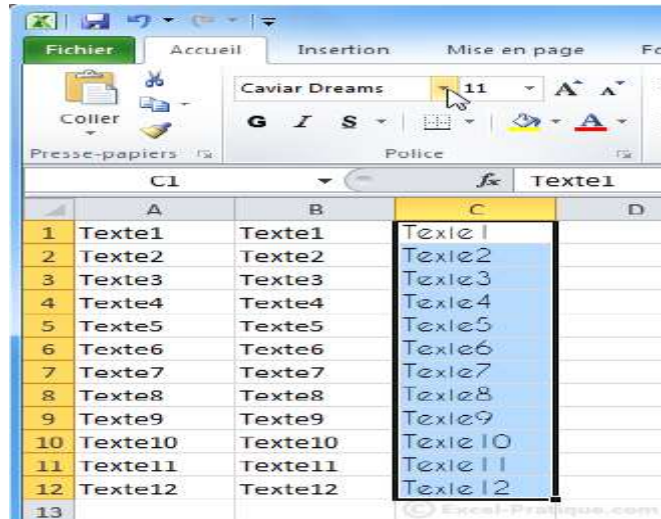 Fichier Accueil Insertion Mise en page
Caviar Dreams 11 A A
Coller G I S A
Presse-papiers Police
C1 fx Texte1
A B C D
1 Texte1 Texte1 Texte1
2 Texte2 Texte2 Texte2
3 Texte3 Texte3 Texte3
4 Texte4 Texte4 Texte4
5 Texte5 Texte5 Texte5
6 Texte6 Texte6 Texte6
7 Texte7 Texte7 Texte7
8 Texte8 Texte8 Texte8
9 Texte9 Texte9 Texte9
10 Texte10 Texte10 Texte10
11 Texte11 Texte11 Texte11
12 Texte12 Texte12 Texte12
13 (C) Excel-Pratique.com